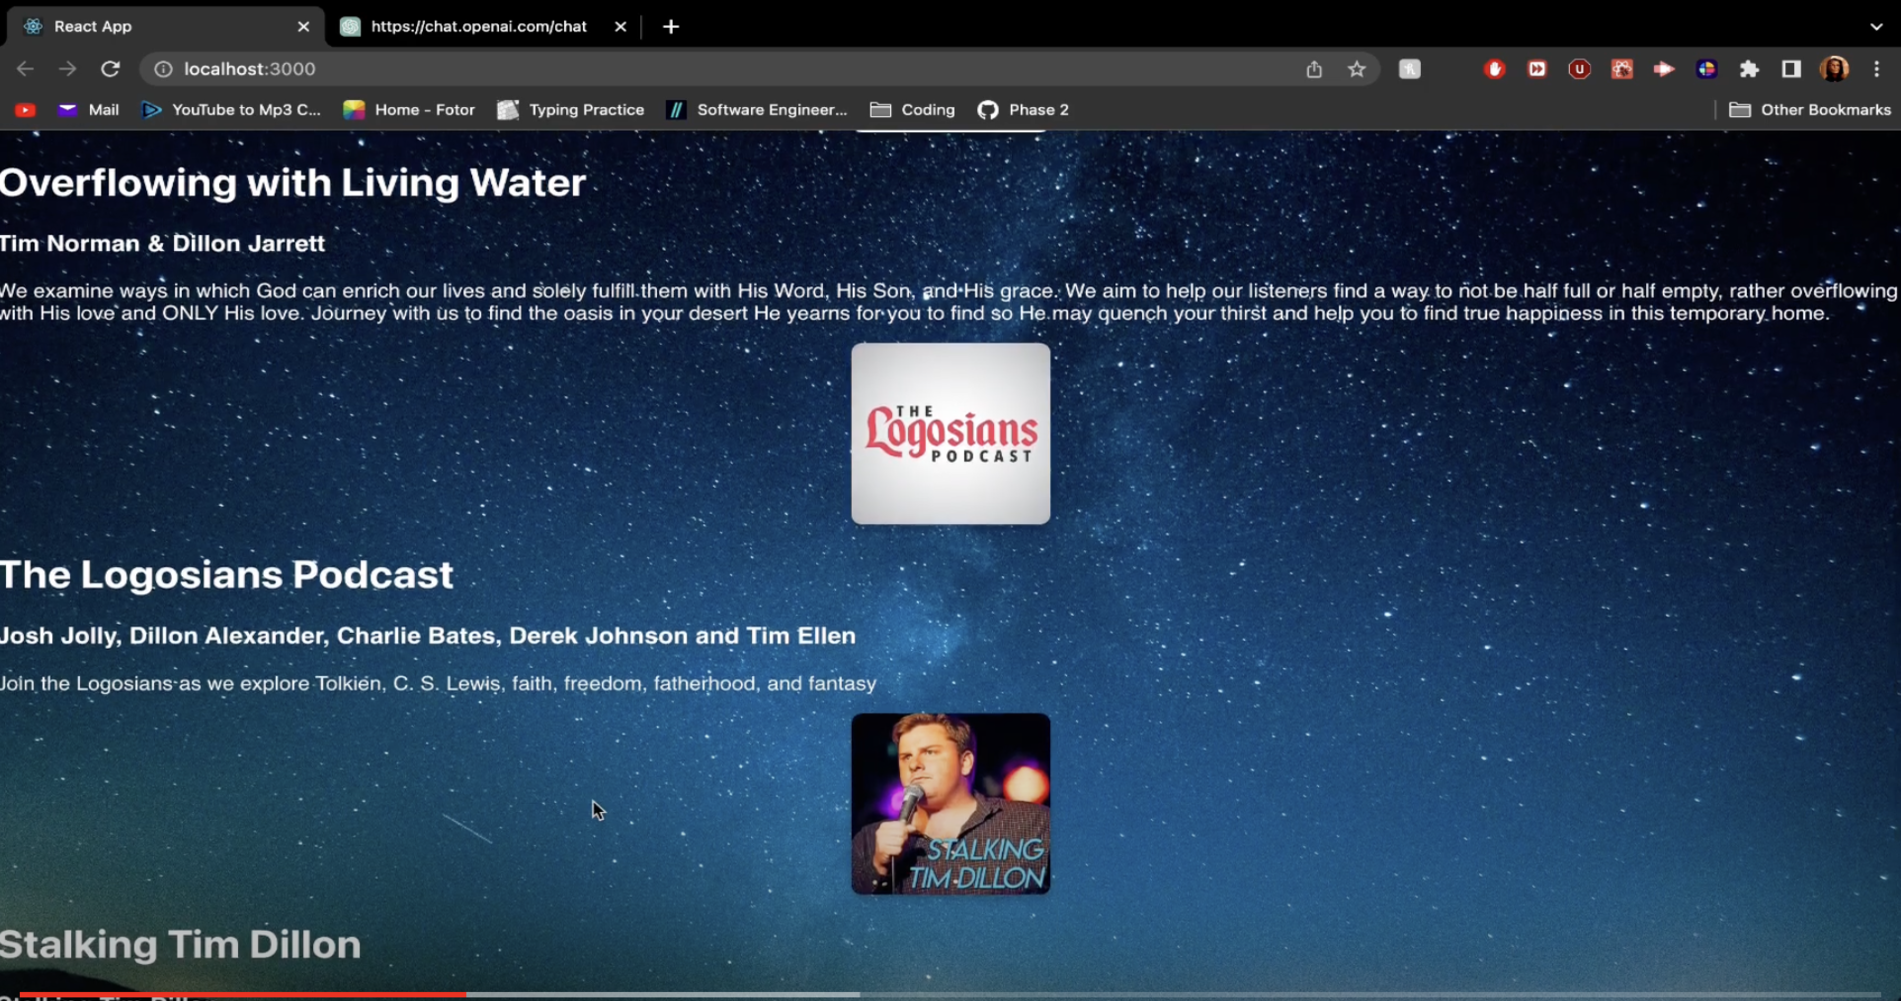 React App
https://chat.openai.com/chat
localhost:3000
Mail
YouTube to Mp3 C...
Home - Fotor
Typing Practice
Software Engineer...
Coding
Phase 2
Other Bookmarks
Overflowing with Living Water
Tim Norman & Dillon Jarrett
We examine ways in which God can enrich our lives and solely fulfill them with His Word, His Son, and His grace. We aim to help our listeners find a way to not be half full or half empty, rather overflowing
with His love and ONLY His love. Journey with us to find the oasis in your desert He yearns for you to find so He may quench your thirst and help you to find true happiness in this temporary home.
THE
Logosians
PODCAST
The Logosians Podcast
Josh Jolly, Dillon Alexander, Charlie Bates, Derek Johnson and Tim Ellen
Join the Logosians as we explore Tolkien, C. S. Lewis, faith, freedom, fatherhood, and fantasy
STALKING
TIM DILLON
Stalking Tim Dillon